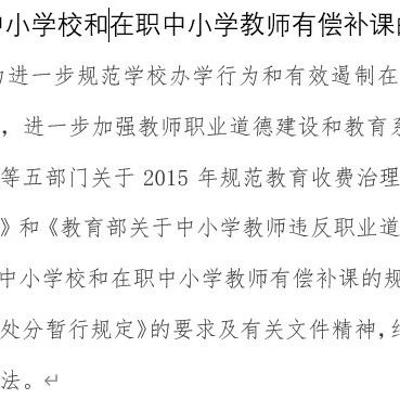 小学校和在职中小学教师有偿补课
进一步规范学校办学行为和有效遏制在
，进一步加强教师职业道德建设和教育
等五部门关于 2015 年规范教育收费治理
》和《教育部关于中小学教师违反职业道
中小学校和在职中小学教师有偿补课的规
处分暂行规定》的要求及有关文件精神,
法。↵